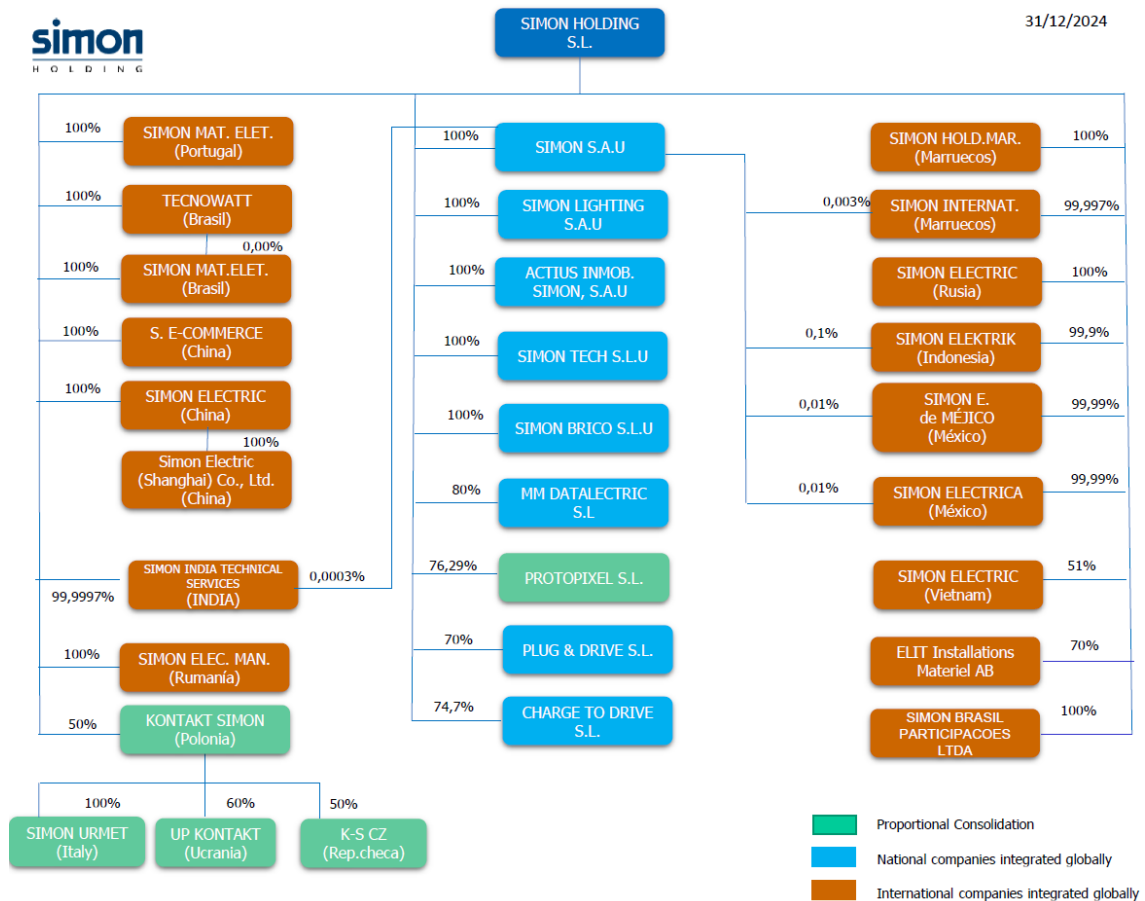 simon
HOLDING
SIMON HOLDING
S.L.
31/12/2024
100%
SIMON MAT. ELET.
(Portugal)
100%
TECNOWATT
(Brasil)
0,00%
100%
SIMON MAT.ELET.
(Brasil)
100%
S. E-COMMERCE
(China)
100%
SIMON ELECTRIC
(China)
100%
Simon Electric
(Shanghai) Co., Ltd.
(China)
99,9997%
SIMON INDIA TECHNICAL
SERVICES
(INDIA)
0,0003%
100%
SIMON ELEC. MAN.
(Rumanía)
50%
KONTAKT SIMON
(Polonia)
100%
60%
50%
SIMON URMET
(Italy)
UP KONTAKT
(Ucrania)
K-S CZ
(Rep.checa)
100%
SIMON S.A.U
100%
SIMON LIGHTING
S.A.U
100%
ACTIUS INMOB.
SIMON, S.A.U
100%
SIMON TECH S.L.U
100%
SIMON BRICO S.L.U
80%
MM DATALECTRIC
S.L
76,29%
PROTOPIXEL S.L.
70%
PLUG & DRIVE S.L.
74,7%
CHARGE TO DRIVE
S.L.
SIMON HOLD.MAR.
(Marruecos)
100%
0,003%
SIMON INTERNAT.
(Marruecos)
99,997%
SIMON ELECTRIC
(Rusia)
100%
0,1%
SIMON ELEKTRIK
(Indonesia)
99,9%
0,01%
SIMON E.
de MÉJICO
(México)
99,99%
0,01%
SIMON ELECTRICA
(México)
99,99%
SIMON ELECTRIC
(Vietnam)
51%
ELIT Installations
Materiel AB
70%
SIMON BRASIL
PARTICIPACOES
LTDA
100%
Proportional Consolidation
National companies integrated globally
International companies integrated globally